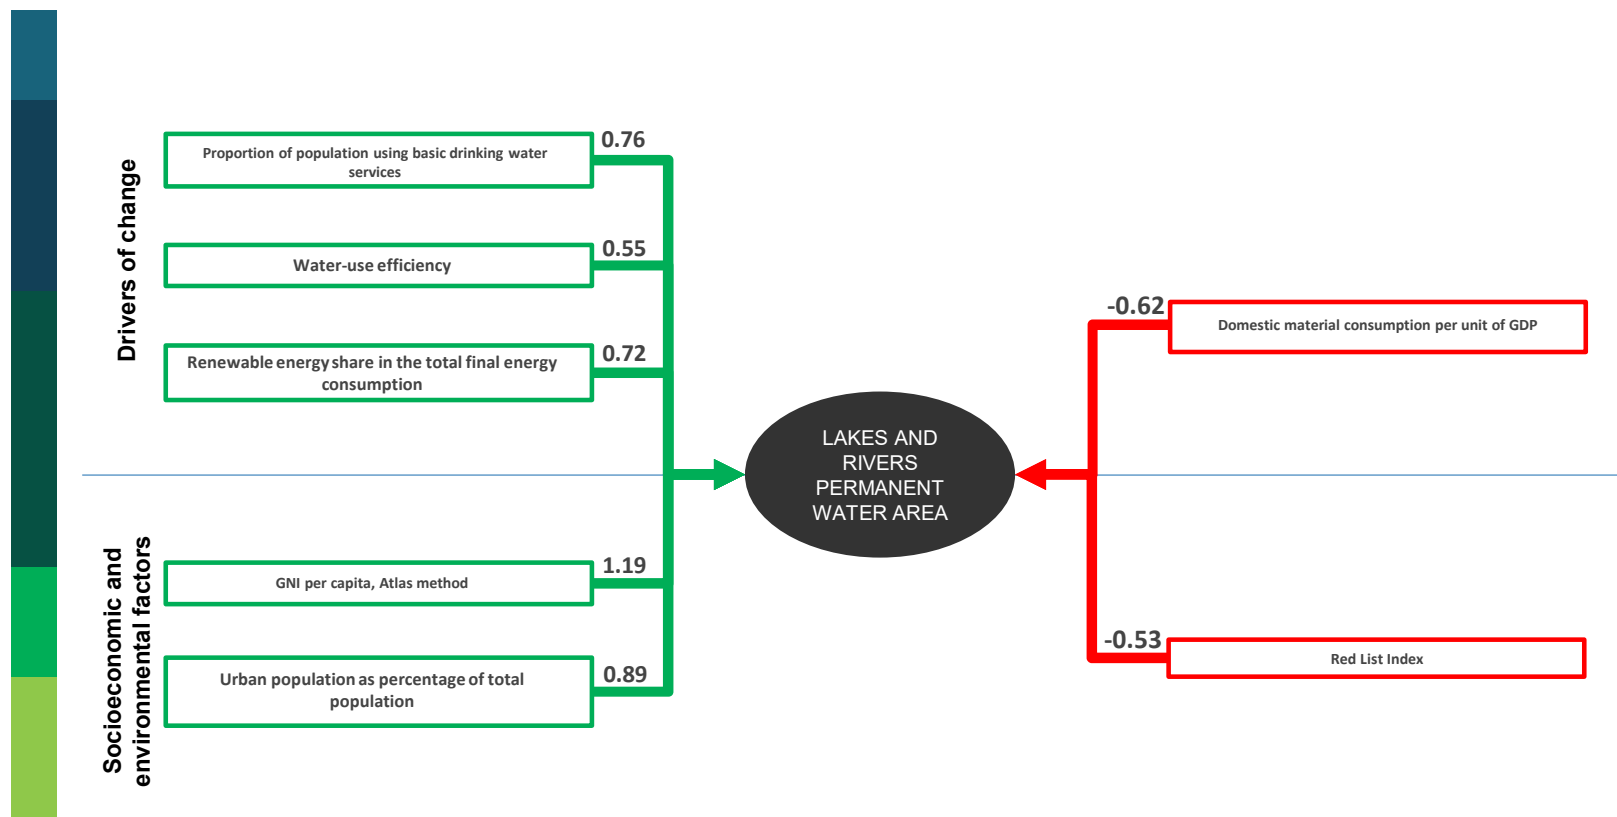 Drivers of change
0.76
Proportion of population using basic drinking water
services
0.55
Water-use efficiency
0.72
Renewable energy share in the total final energy
consumption
-0.62
Domestic material consumption per unit of GDP
LAKES AND
RIVERS
PERMANENT
WATER AREA
Socioeconomic and
environmental factors
1.19
GNI per capita, Atlas method
0.89
Urban population as percentage of total
population
-0.53
Red List Index